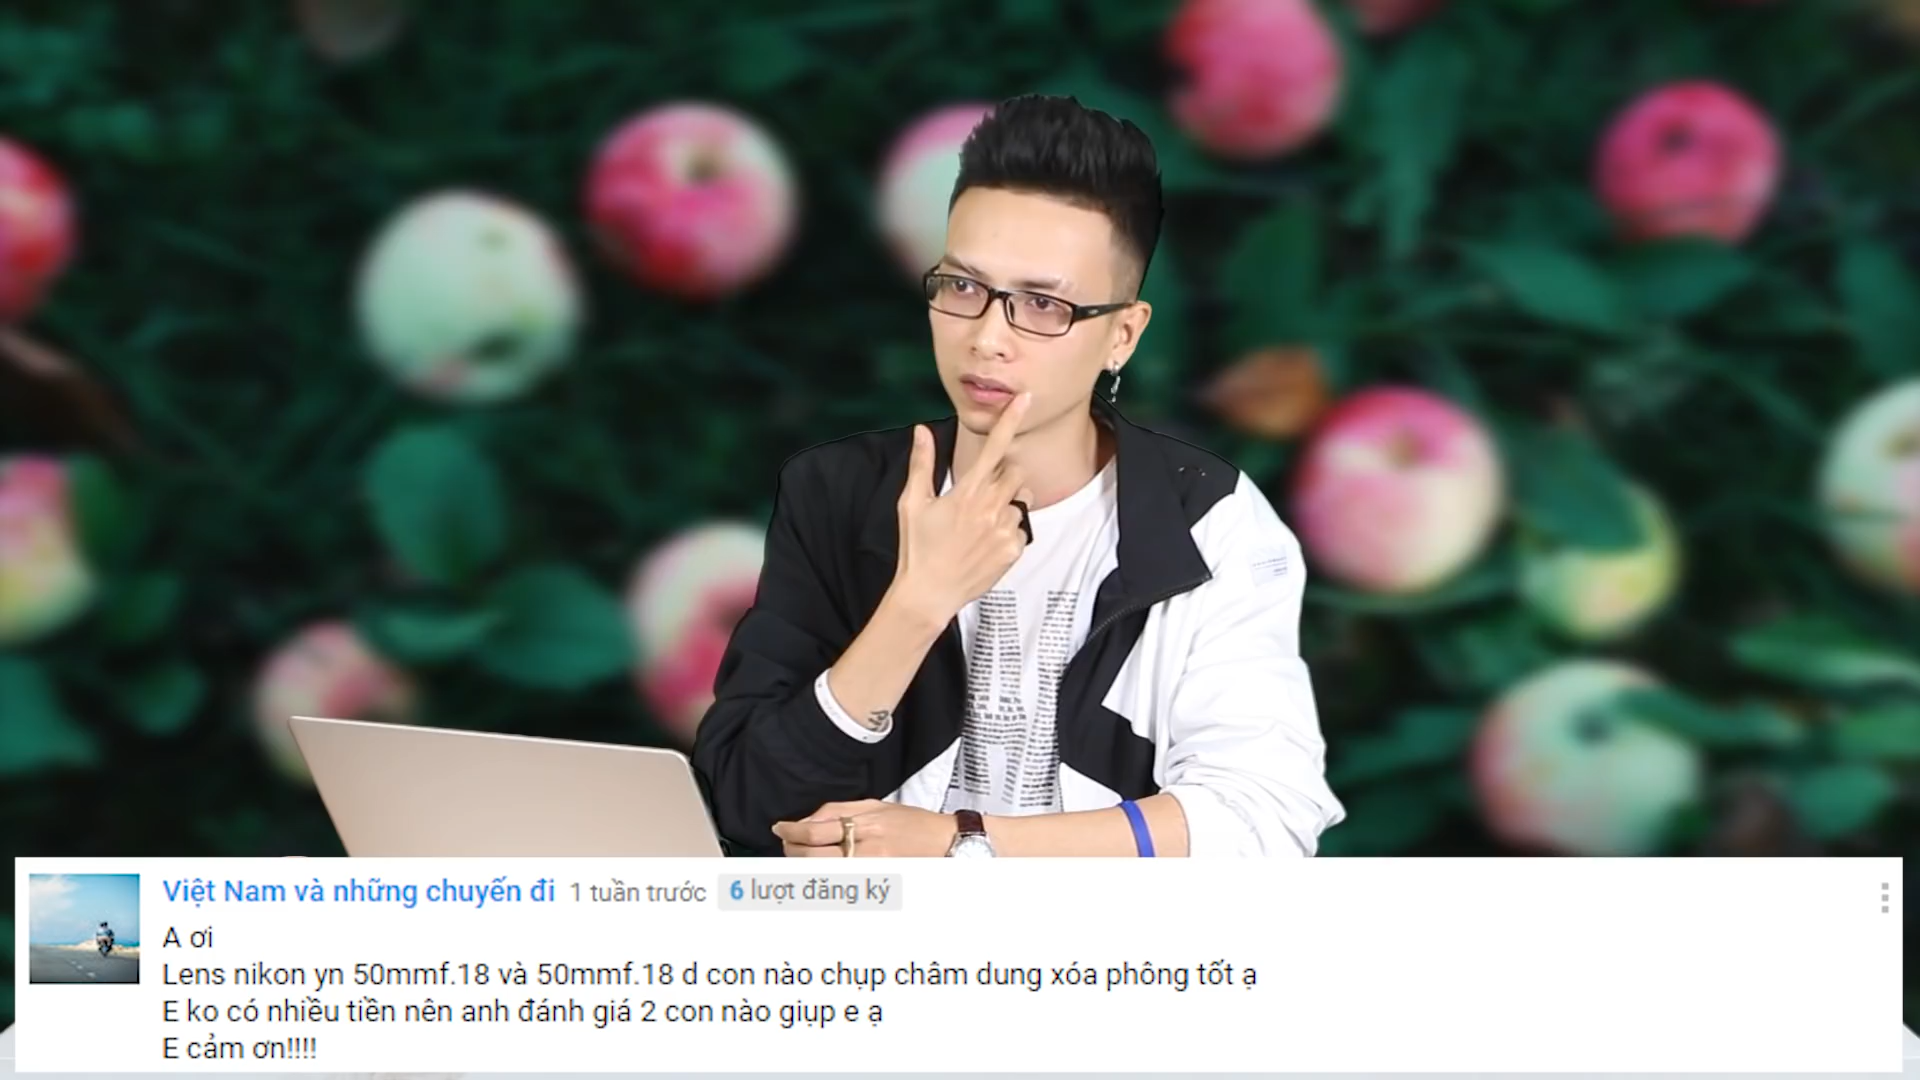 Việt Nam và những chuyến đi 1 tuần trước 6 lượt đăng ký
A ơi
Lens nikon yn 50mmf.18 và 50mmf.18 d con nào chụp châm dung xóa phông tốt ạ
E ko có nhiều tiền nên anh đánh giá 2 con nào giụp e ạ
E cảm ơn!!!!